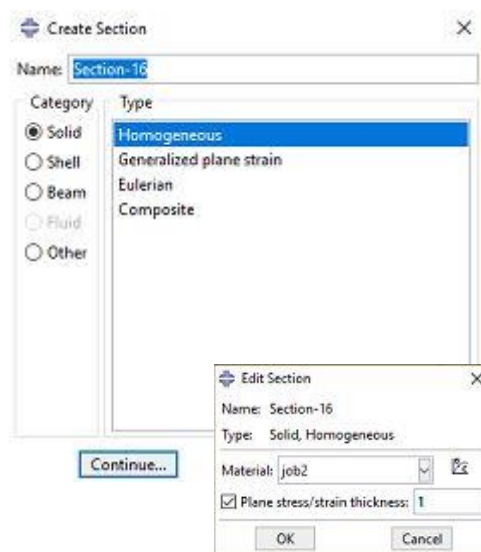 Create Section
Name: Section-16
Category Type
Solid Homogeneous
Shell Generalized plane strain
Beam Eulerian
Fluid Composite
Other
Continue...
Edit Section
Name: Section-16
Type: Solid, Homogeneous
Material: job2
Plane stress/strain thickness: 1
OK Cancel